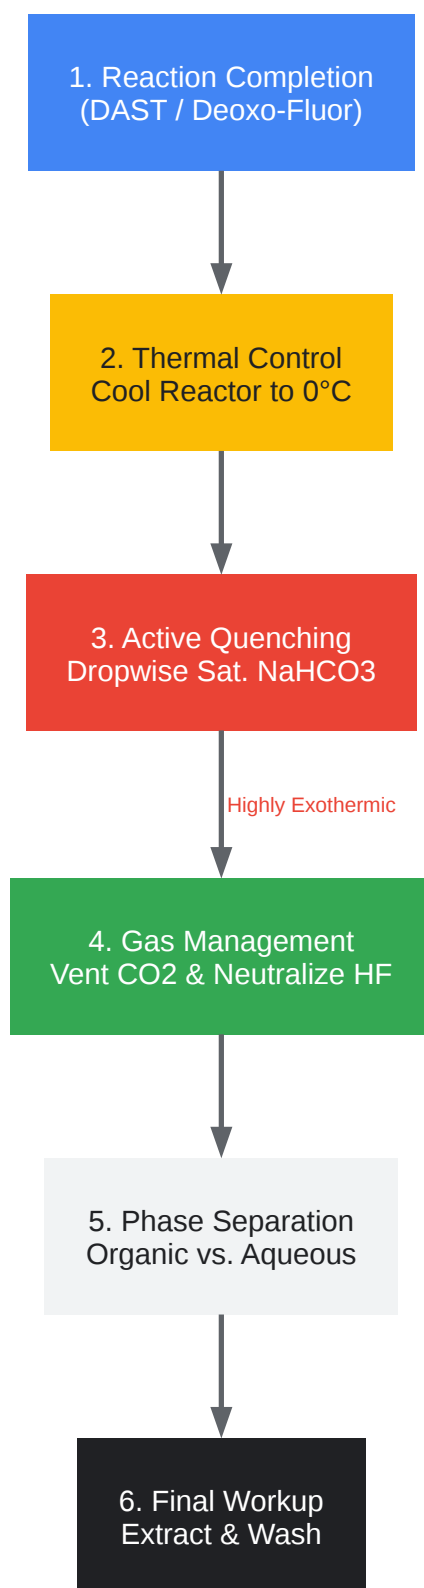 1. Reaction Completion
(DAST / Deoxo-Fluor)
2. Thermal Control
Cool Reactor to 0°C
3. Active Quenching
Dropwise Sat. NaHCO3
Highly Exothermic
4. Gas Management
Vent CO2 & Neutralize HF
5. Phase Separation
Organic vs. Aqueous
6. Final Workup
Extract & Wash